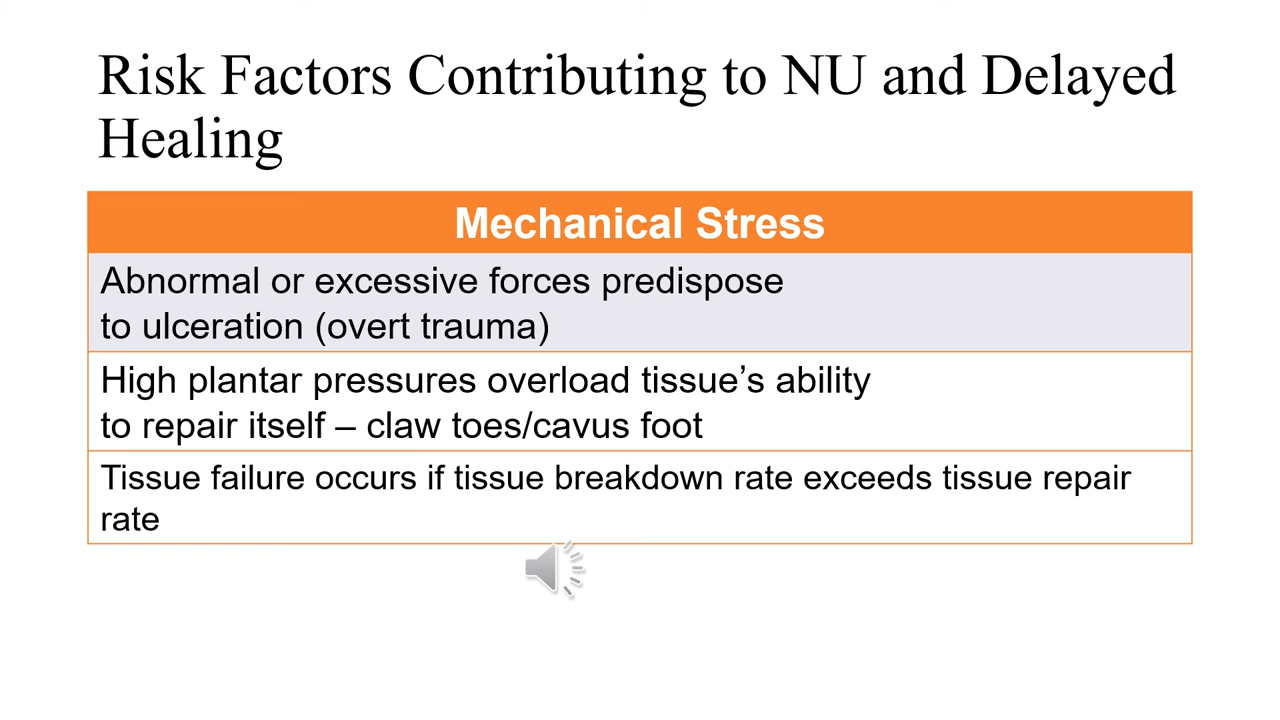 Risk Factors Contributing to NU and Delayed
Healing
Mechanical Stress
Abnormal or excessive forces predispose
to ulceration (overt trauma)
High plantar pressures overload tissue’s ability
to repair itself – claw toes/cavus foot
Tissue failure occurs if tissue breakdown rate exceeds tissue repair
rate